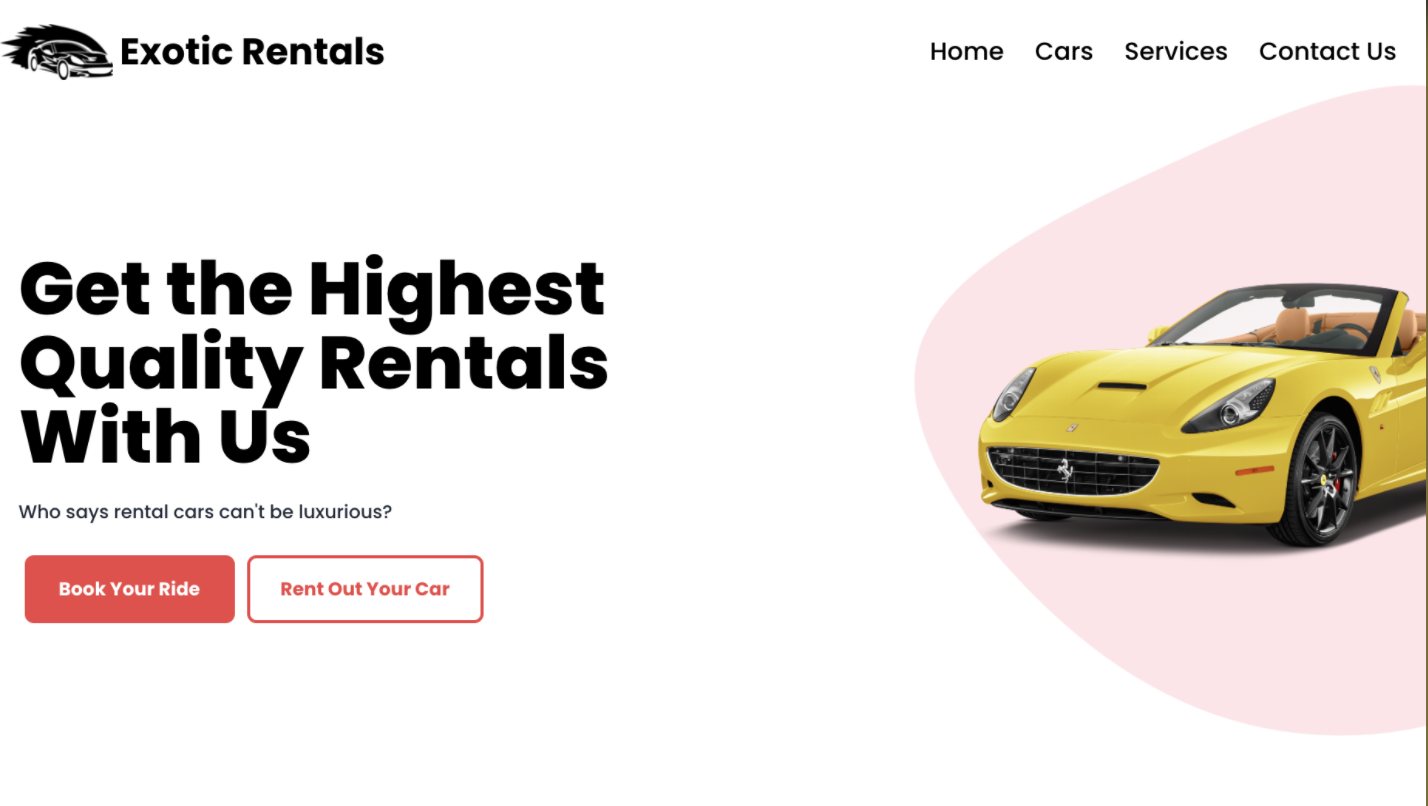 Exotic Rentals
Home Cars Services Contact Us
Get the Highest
Quality Rentals
With Us
Who says rental cars can't be luxurious?
Book Your Ride
Rent Out Your Car